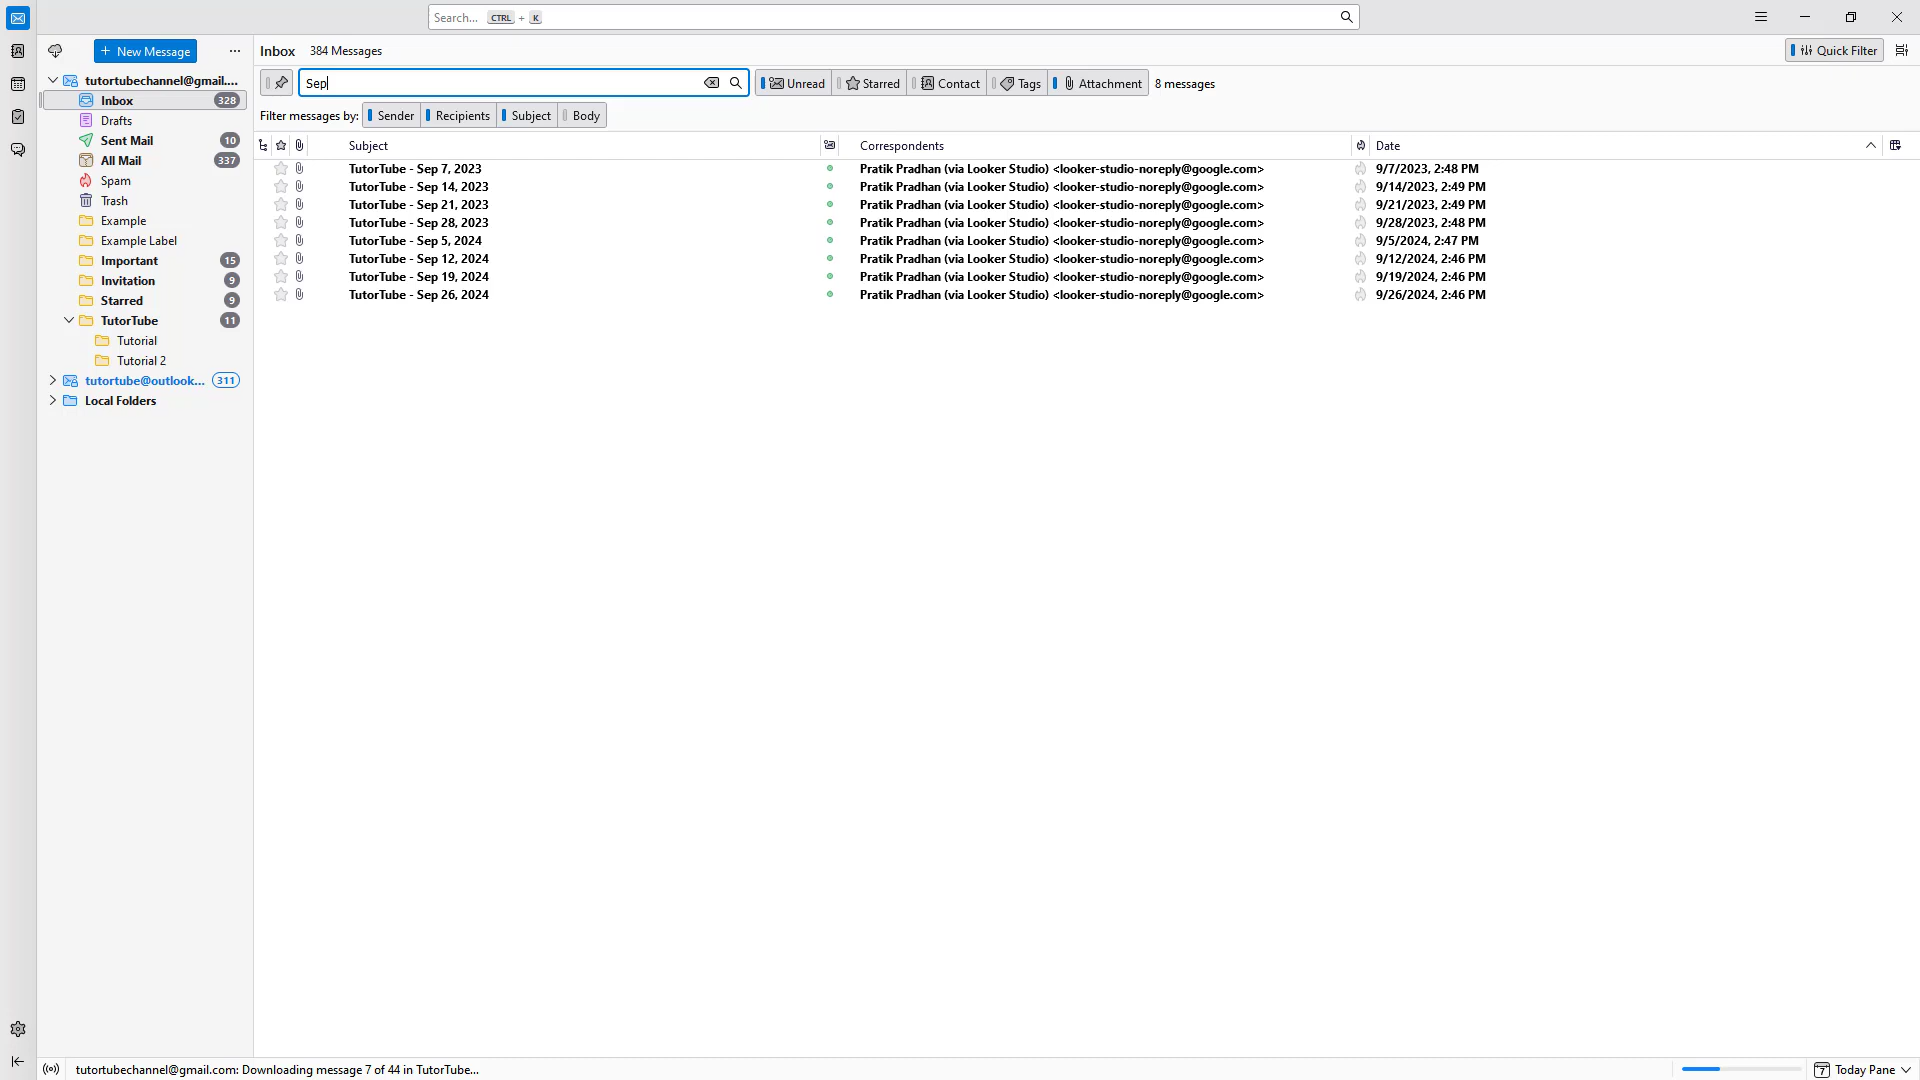 Search... CTRL + K
New Message
Inbox 384 Messages
Quick Filter
tutortubechannel@gmail....
Inbox 328
Drafts
Sent Mail 10
All Mail 337
Spam
Trash
Example
Example Label
Important 15
Invitation 9
Starred 9
TutorTube 11
Tutorial
Tutorial 2
tutortube@outlook... 311
Local Folders
Sep
Unread Starred Contact Tags Attachment 8 messages
Filter messages by: Sender Recipients Subject Body
Subject Correspondents Date
TutorTube - Sep 7, 2023 Pratik Pradhan (via Looker Studio) <looker-studio-noreply@google.com> 9/7/2023, 2:48 PM
TutorTube - Sep 14, 2023 Pratik Pradhan (via Looker Studio) <looker-studio-noreply@google.com> 9/14/2023, 2:49 PM
TutorTube - Sep 21, 2023 Pratik Pradhan (via Looker Studio) <looker-studio-noreply@google.com> 9/21/2023, 2:49 PM
TutorTube - Sep 28, 2023 Pratik Pradhan (via Looker Studio) <looker-studio-noreply@google.com> 9/28/2023, 2:48 PM
TutorTube - Sep 5, 2024 Pratik Pradhan (via Looker Studio) <looker-studio-noreply@google.com> 9/5/2024, 2:47 PM
TutorTube - Sep 12, 2024 Pratik Pradhan (via Looker Studio) <looker-studio-noreply@google.com> 9/12/2024, 2:46 PM
TutorTube - Sep 19, 2024 Pratik Pradhan (via Looker Studio) <looker-studio-noreply@google.com> 9/19/2024, 2:46 PM
TutorTube - Sep 26, 2024 Pratik Pradhan (via Looker Studio) <looker-studio-noreply@google.com> 9/26/2024, 2:46 PM
tutortubechannel@gmail.com: Downloading message 7 of 44 in TutorTube... 7 Today Pane